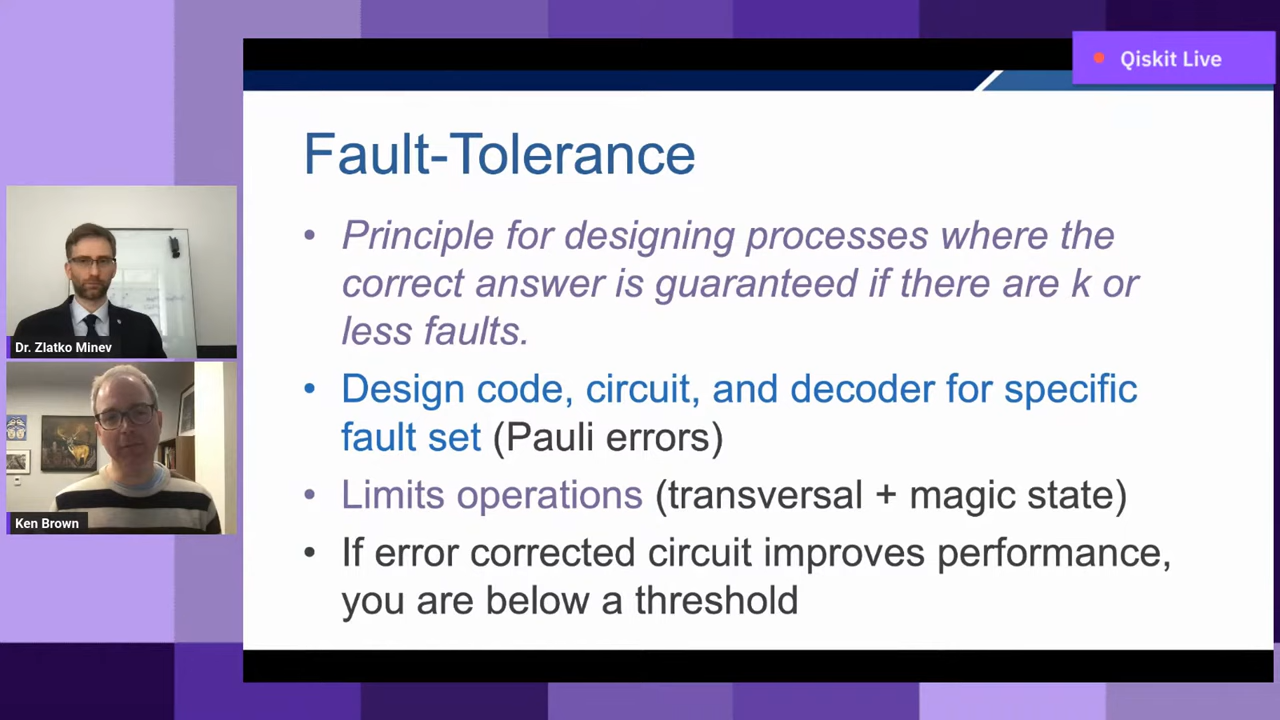 Qiskit Live
Fault-Tolerance
• Principle for designing processes where the
correct answer is guaranteed if there are k or
less faults.
• Design code, circuit, and decoder for specific
fault set (Pauli errors)
• Limits operations (transversal + magic state)
• If error corrected circuit improves performance,
you are below a threshold
Dr. Zlatko Minev
Ken Brown